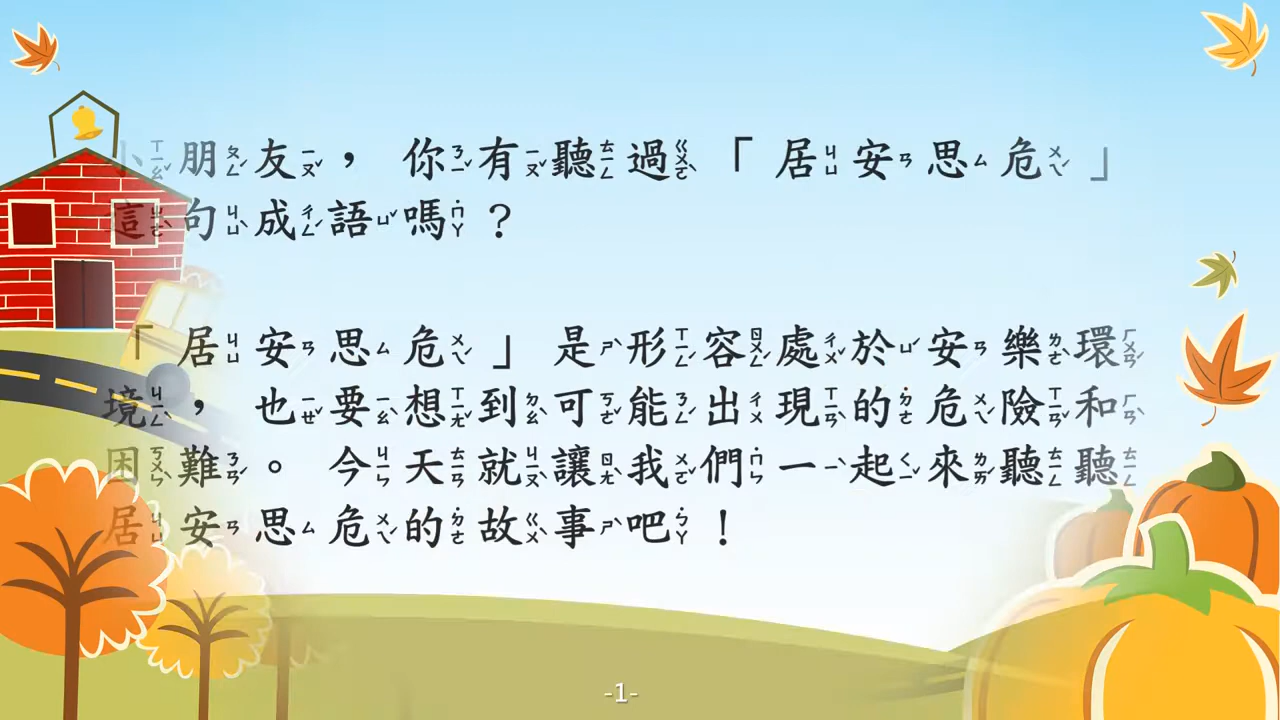 小朋友，你有聽過「居安思危」
這句成語嗎？
「居安思危」是形容處於安樂環
境，也要想到可能出現的危險和
困難。今天就讓我們一起來聽聽
居安思危的故事吧！
-1-